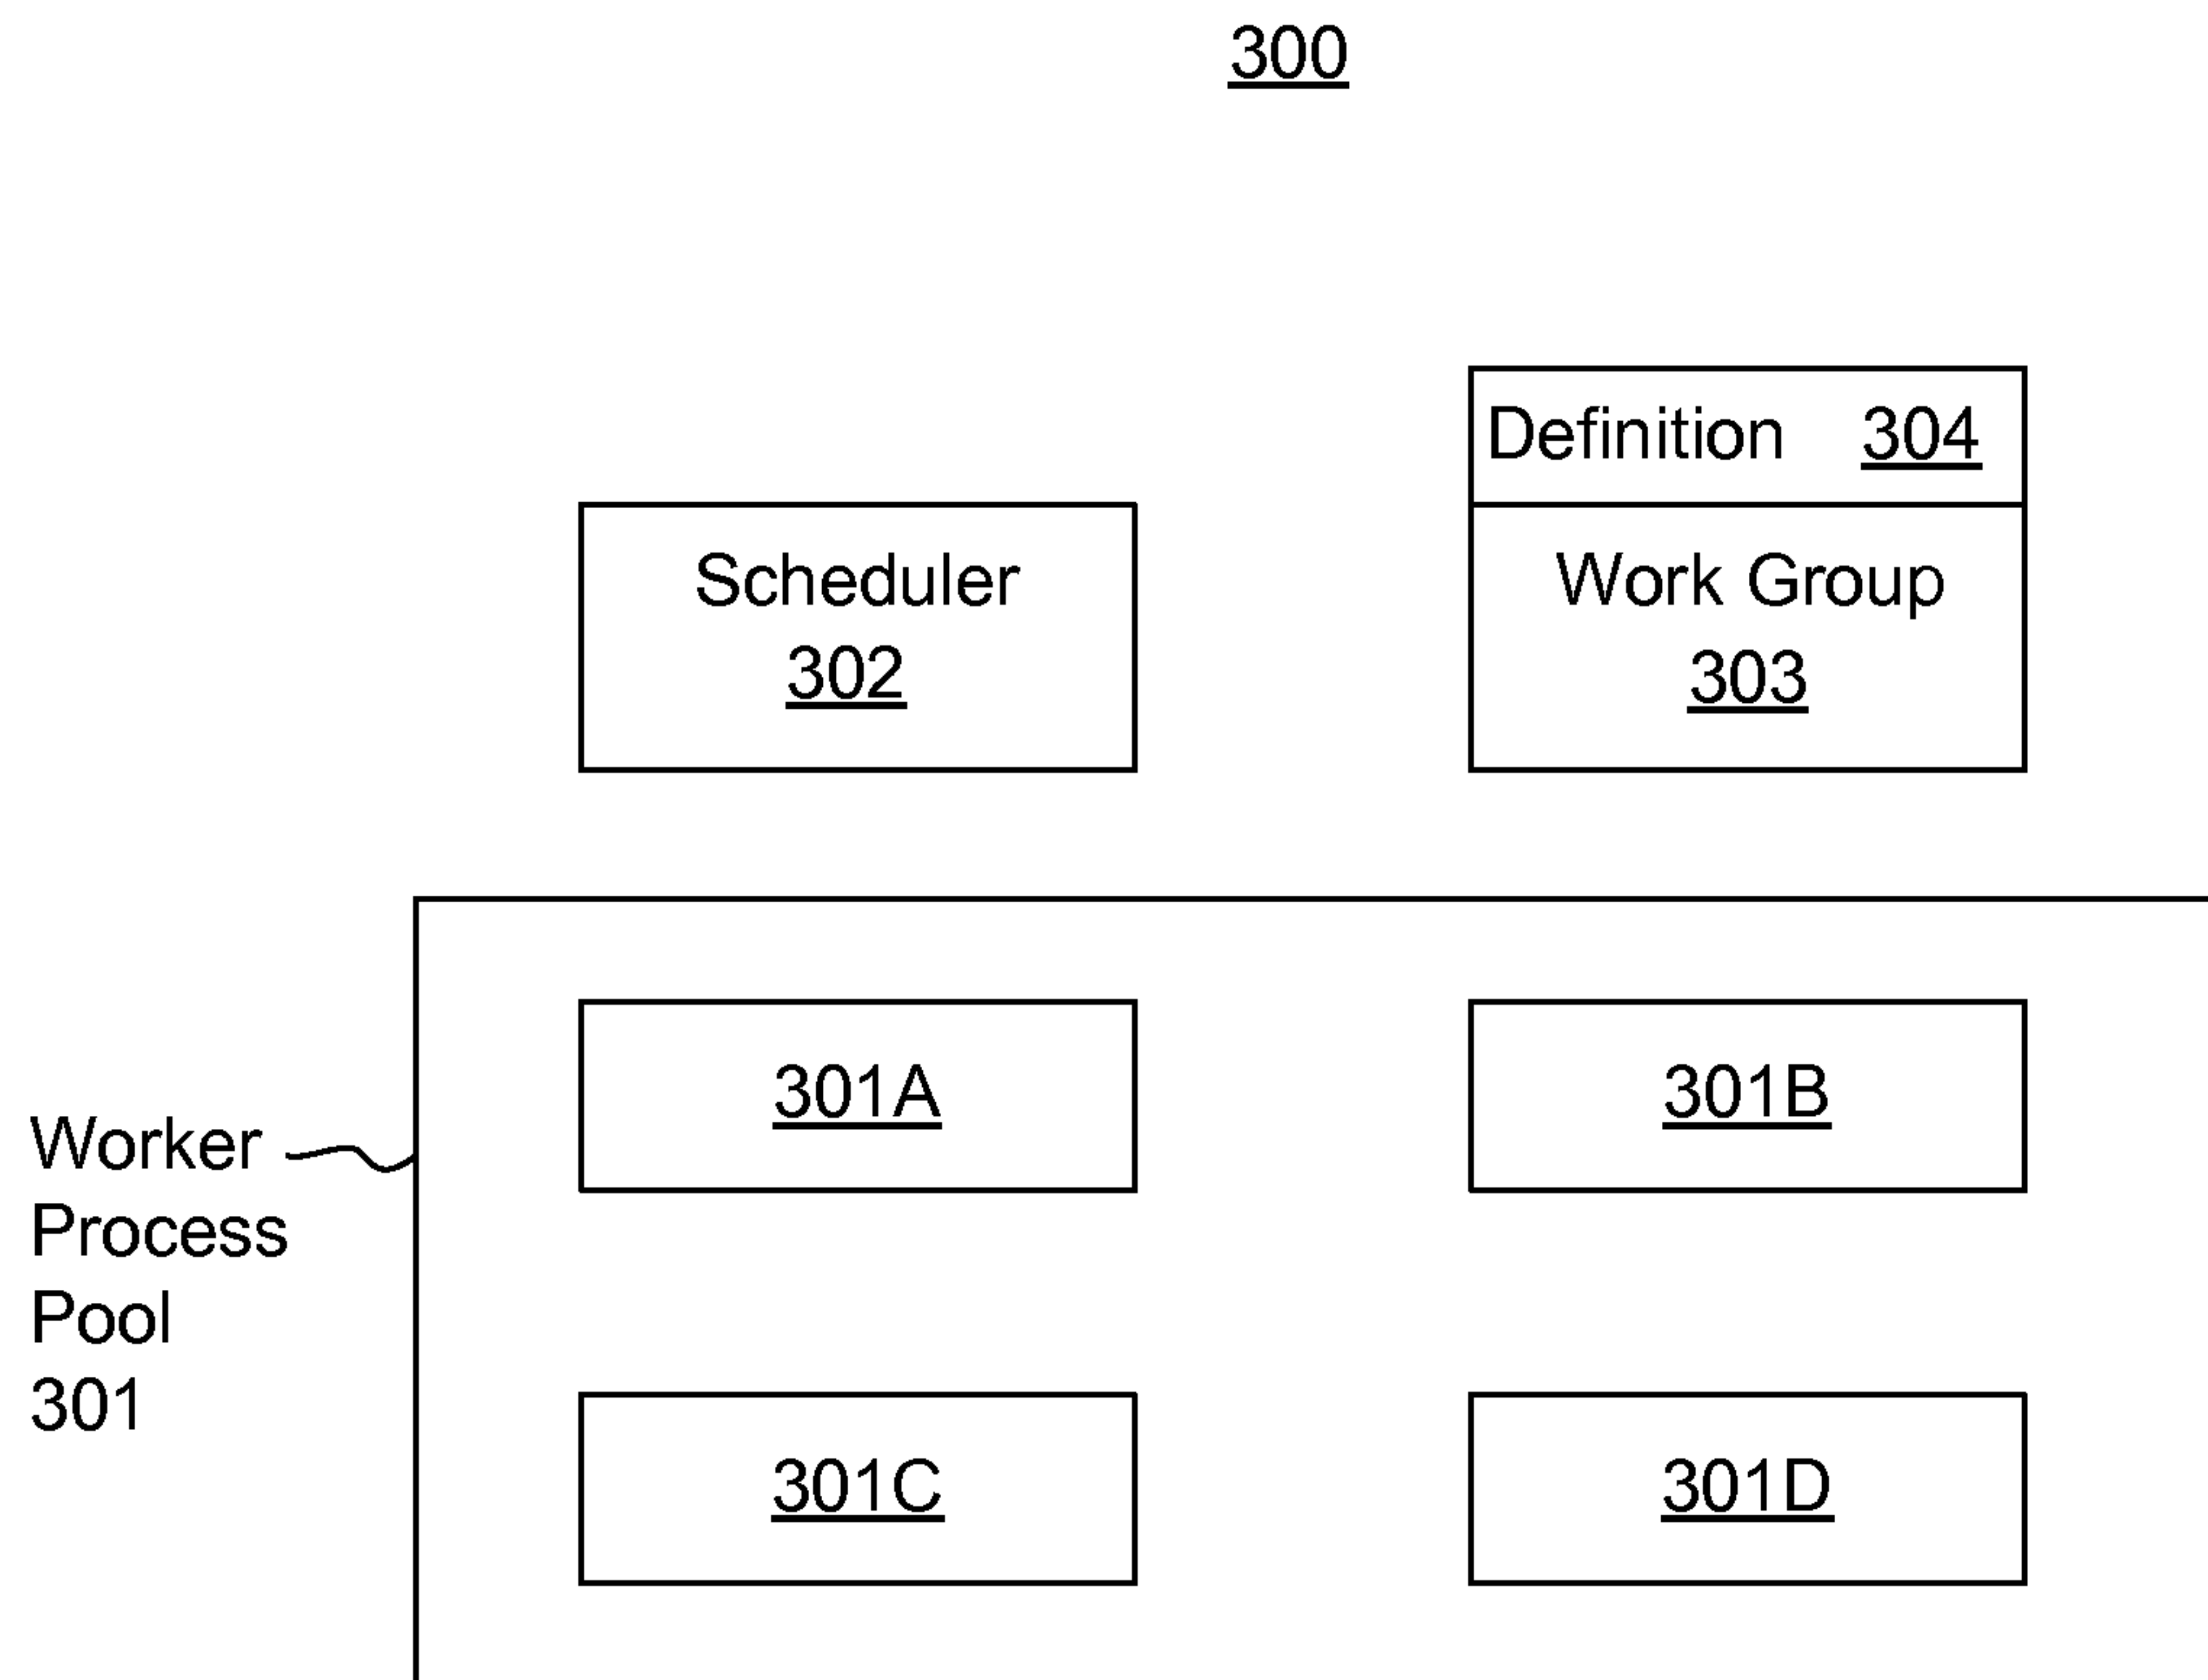 300
Definition 304
Scheduler
302
Work Group
303
301A
301B
Worker
Process
Pool
301
301C
301D